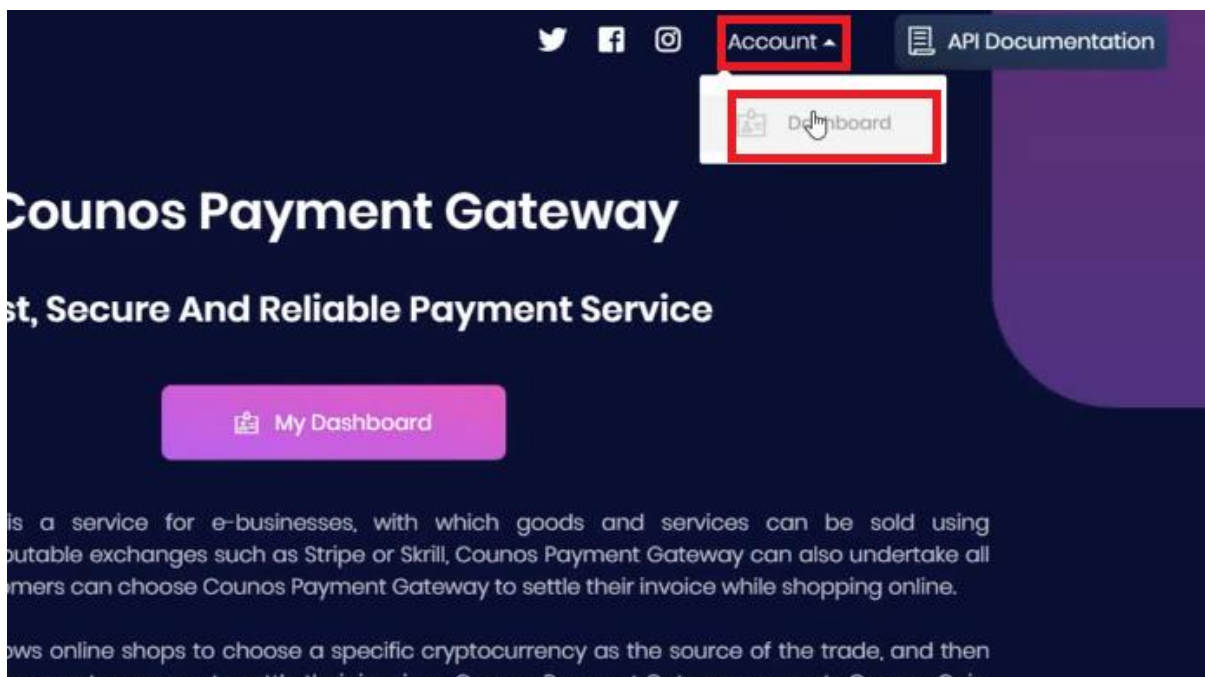 Account
API Documentation
Dashboard
Counos Payment Gateway
st, Secure And Reliable Payment Service
My Dashboard
is a service for e-businesses, with which goods and services can be sold using
putable exchanges such as Stripe or Skrill, Counos Payment Gateway can also undertake all
mers can choose Counos Payment Gateway to settle their invoice while shopping online.
ows online shops to choose a specific cryptocurrency as the source of the trade, and then